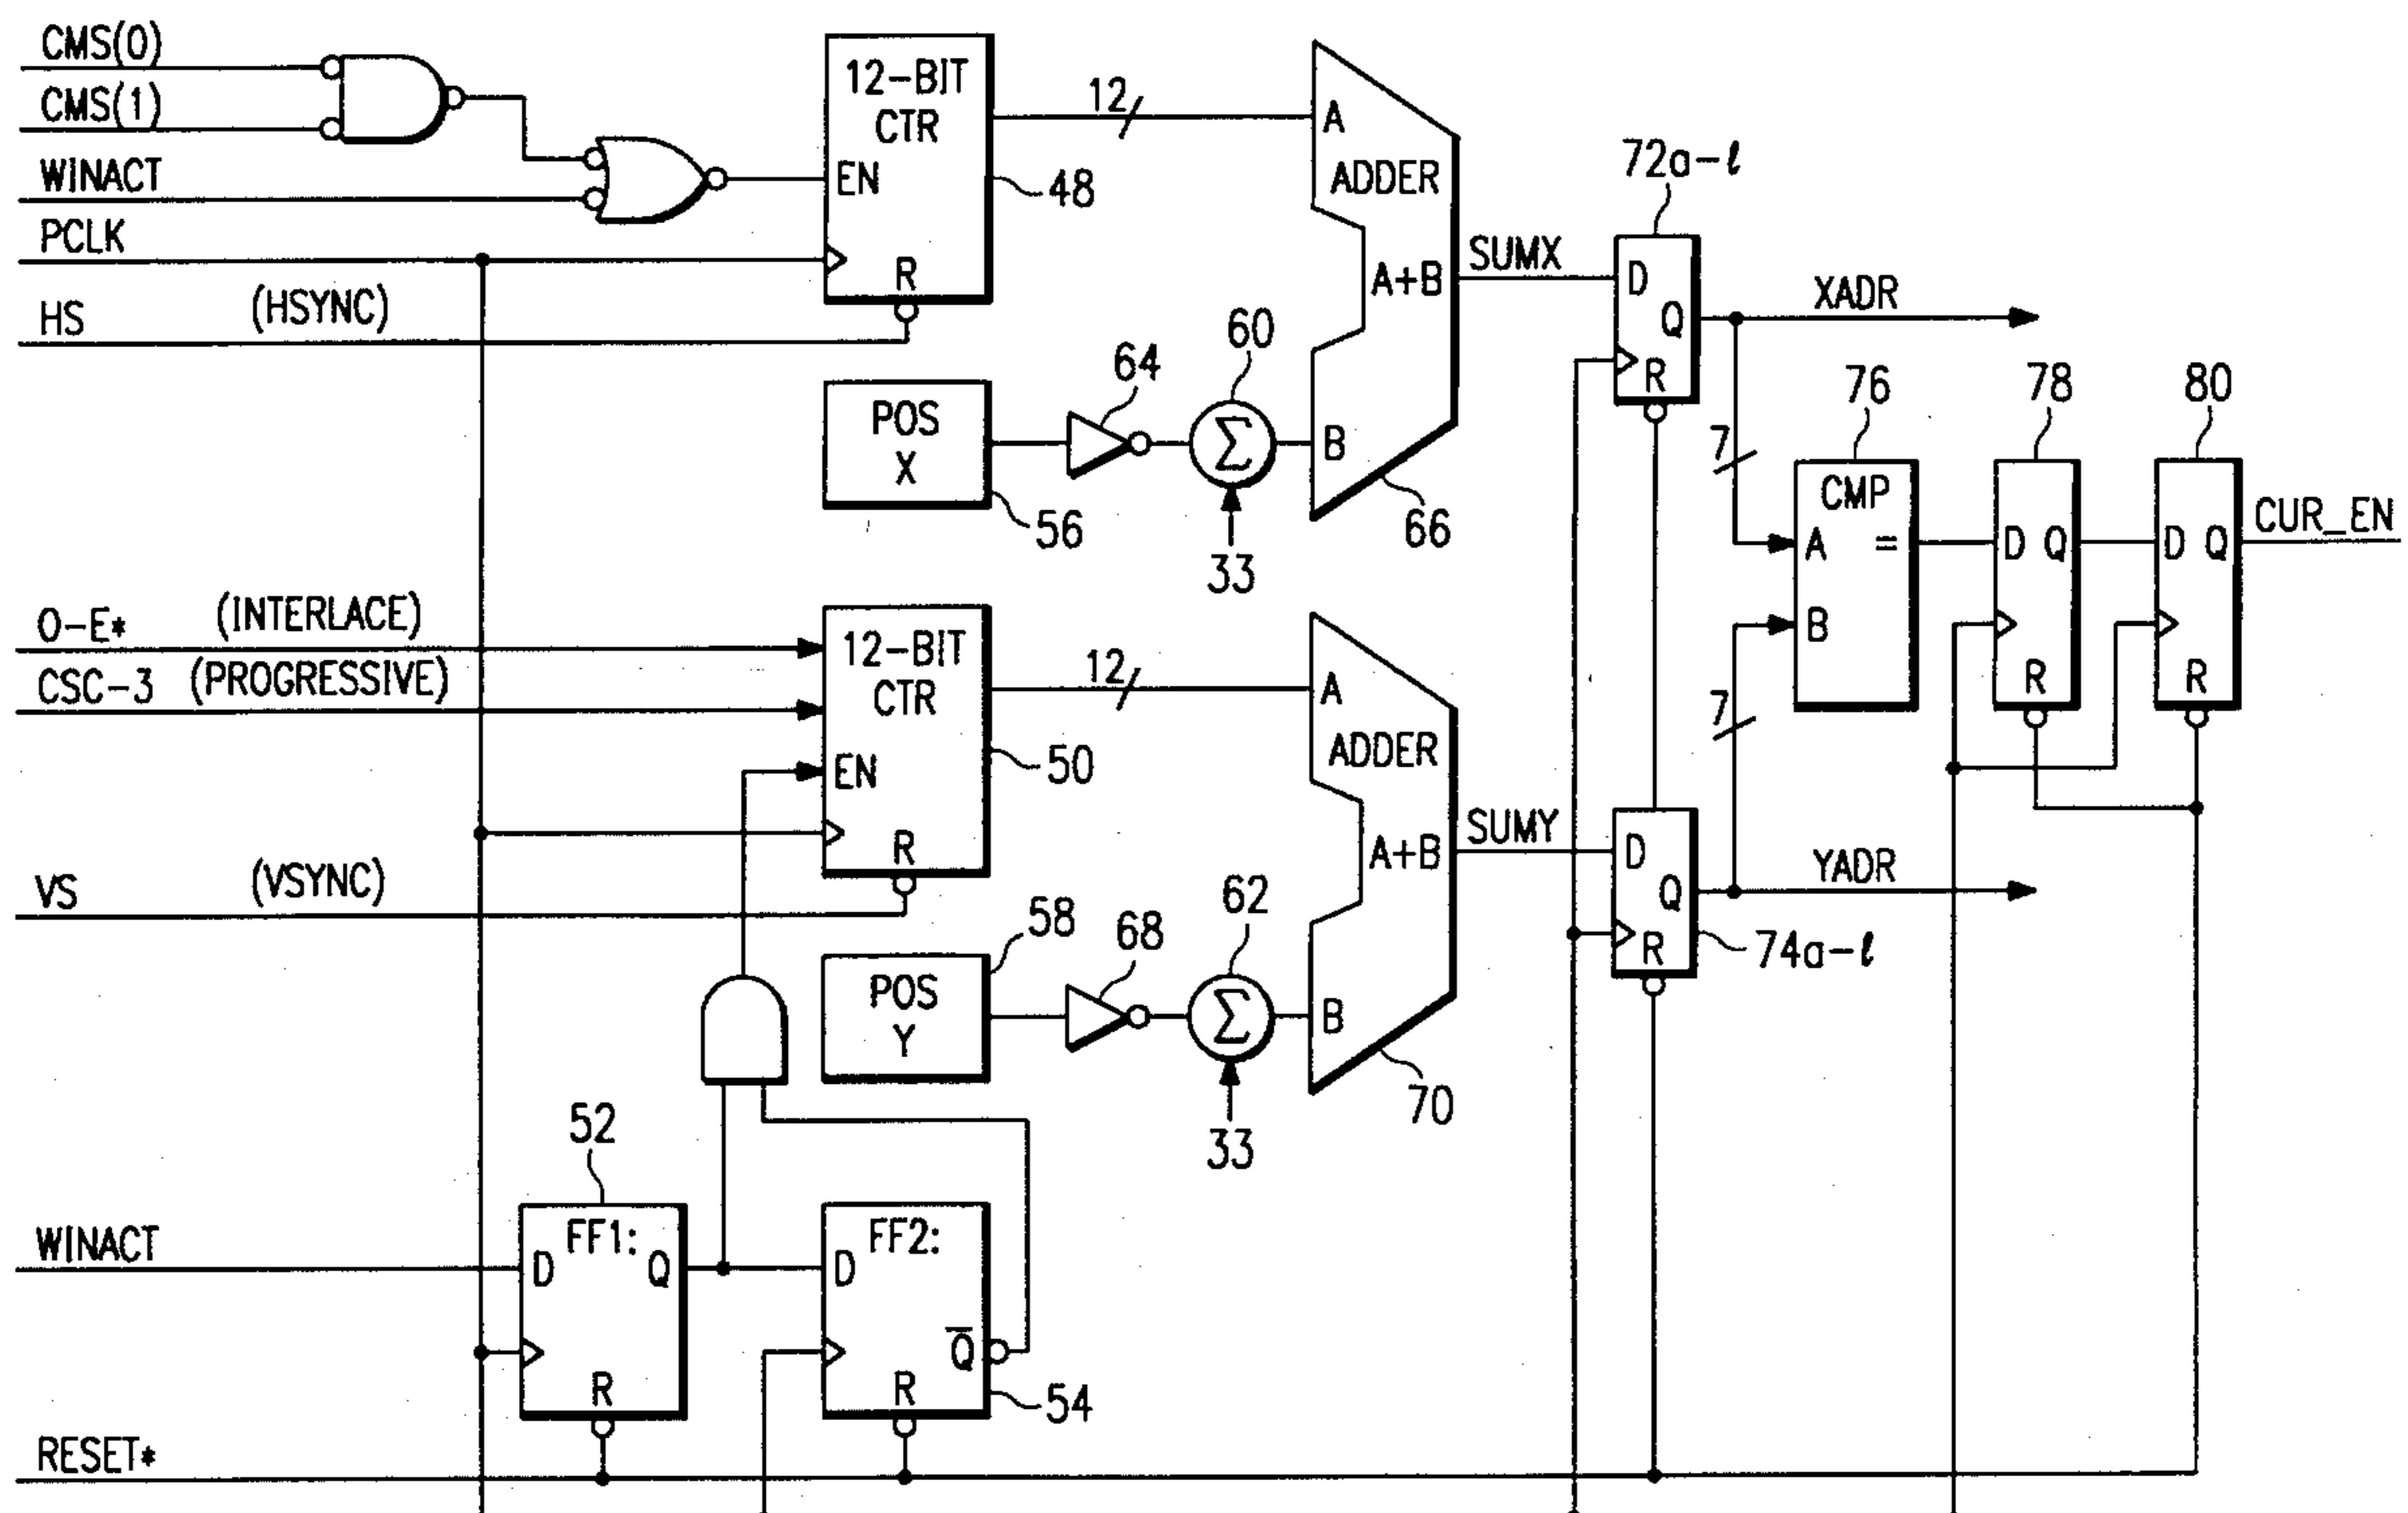 CMS(0)
CMS(1)
WINACT
PCLK
HS (HSYNC)
12-BIT
CTR
EN
R
48
12
A
ADDER
A+B
B
66
POS
X
56
64
60
Σ
33
SUMX
72a-ℓ
D
Q
R
XADR
7
76
CMP
A =
B
7
78
D Q
R
80
D Q
R
CUR_EN
O-E* (INTERLACE)
CSC-3 (PROGRESSIVE)
12-BIT
CTR
EN
R
50
VS (VSYNC)
12
A
ADDER
A+B
B
70
POS
Y
58
68
62
Σ
33
SUMY
D
Q
R
74a-ℓ
YADR
52
WINACT
FF1:
D Q
R
FF2:
D
Q̅
R
54
RESET*